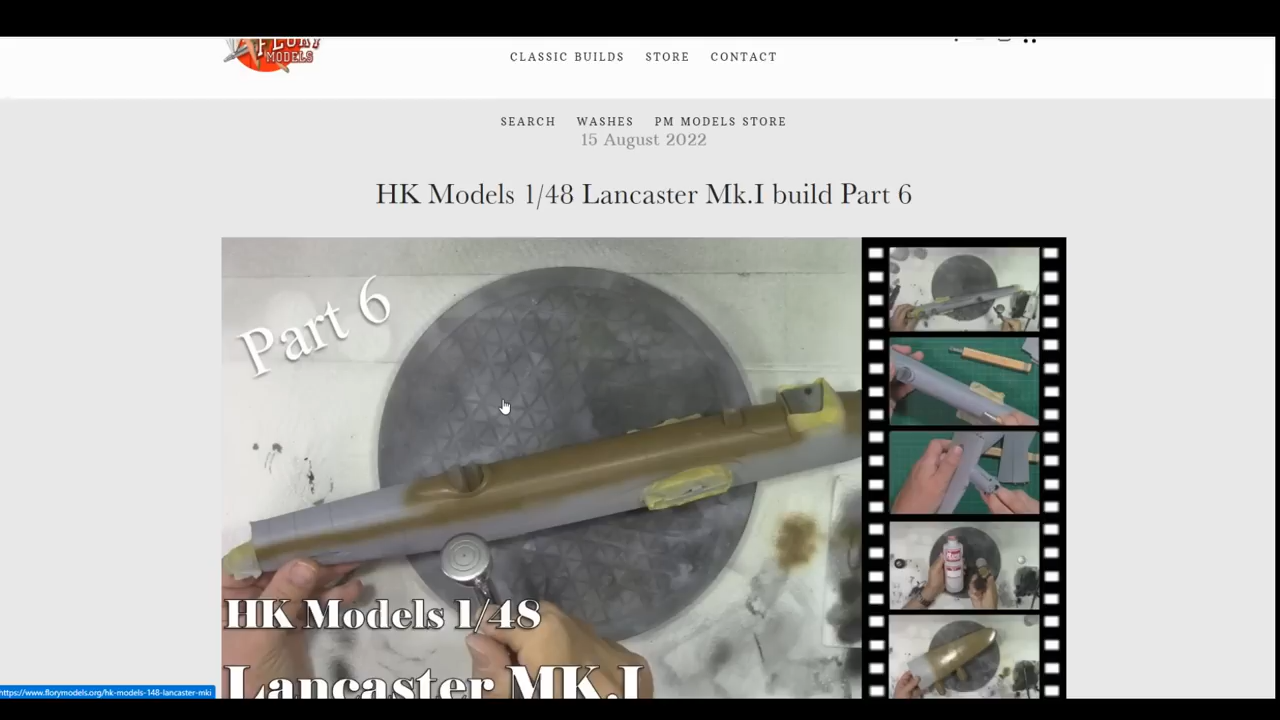 FLORY
MODELS
CLASSIC BUILDS STORE CONTACT
SEARCH WASHES PM MODELS STORE
15 August 2022
HK Models 1/48 Lancaster Mk.I build Part 6
Part 6
HK Models 1/48
Lancaster MK.I
https://www.florymodels.org/hk-models-148-lancaster-mki